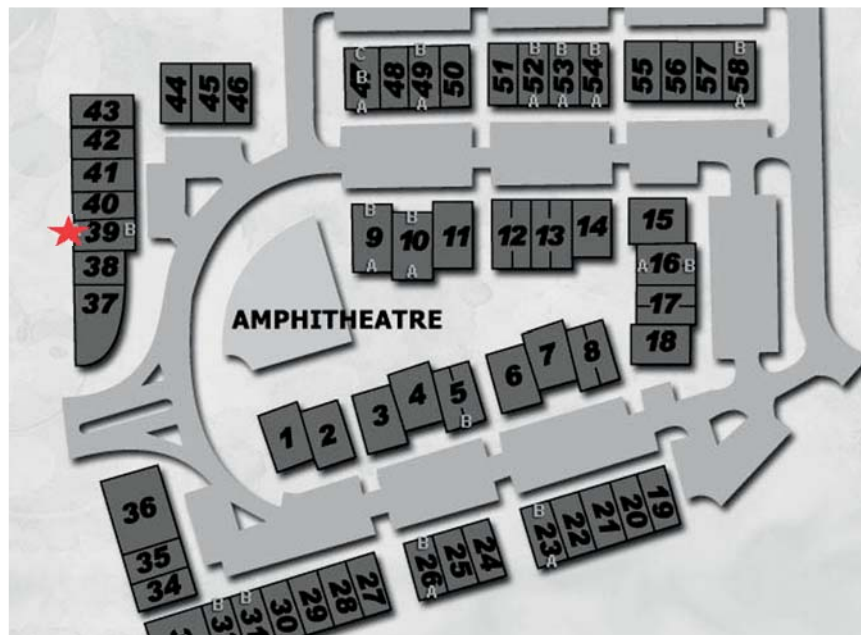 43
42
41
40
39 B
38
37
44 45 46
C
B
47 48 49 50
A A
B
51 52 53 54
B B B
A A A
55 56 57 58
B
A
9 10 11
B B
A A
12 13 14
15
A 16 B
17
18
AMPHITHEATRE
1 2
3 4 5
B
6 7 8
36
35
34
B B
31 30 29 28 27
B
26 25 24
A
B
23 22 21 20 19
A